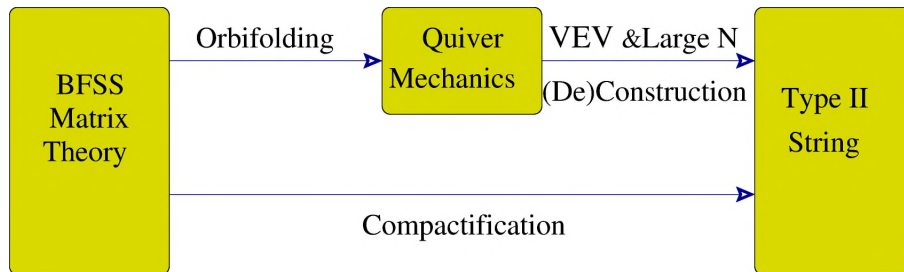 BFSS
Matrix
Theory
Orbifolding
Quiver
Mechanics
VEV &Large N
(De)Construction
Type II
String
Compactification